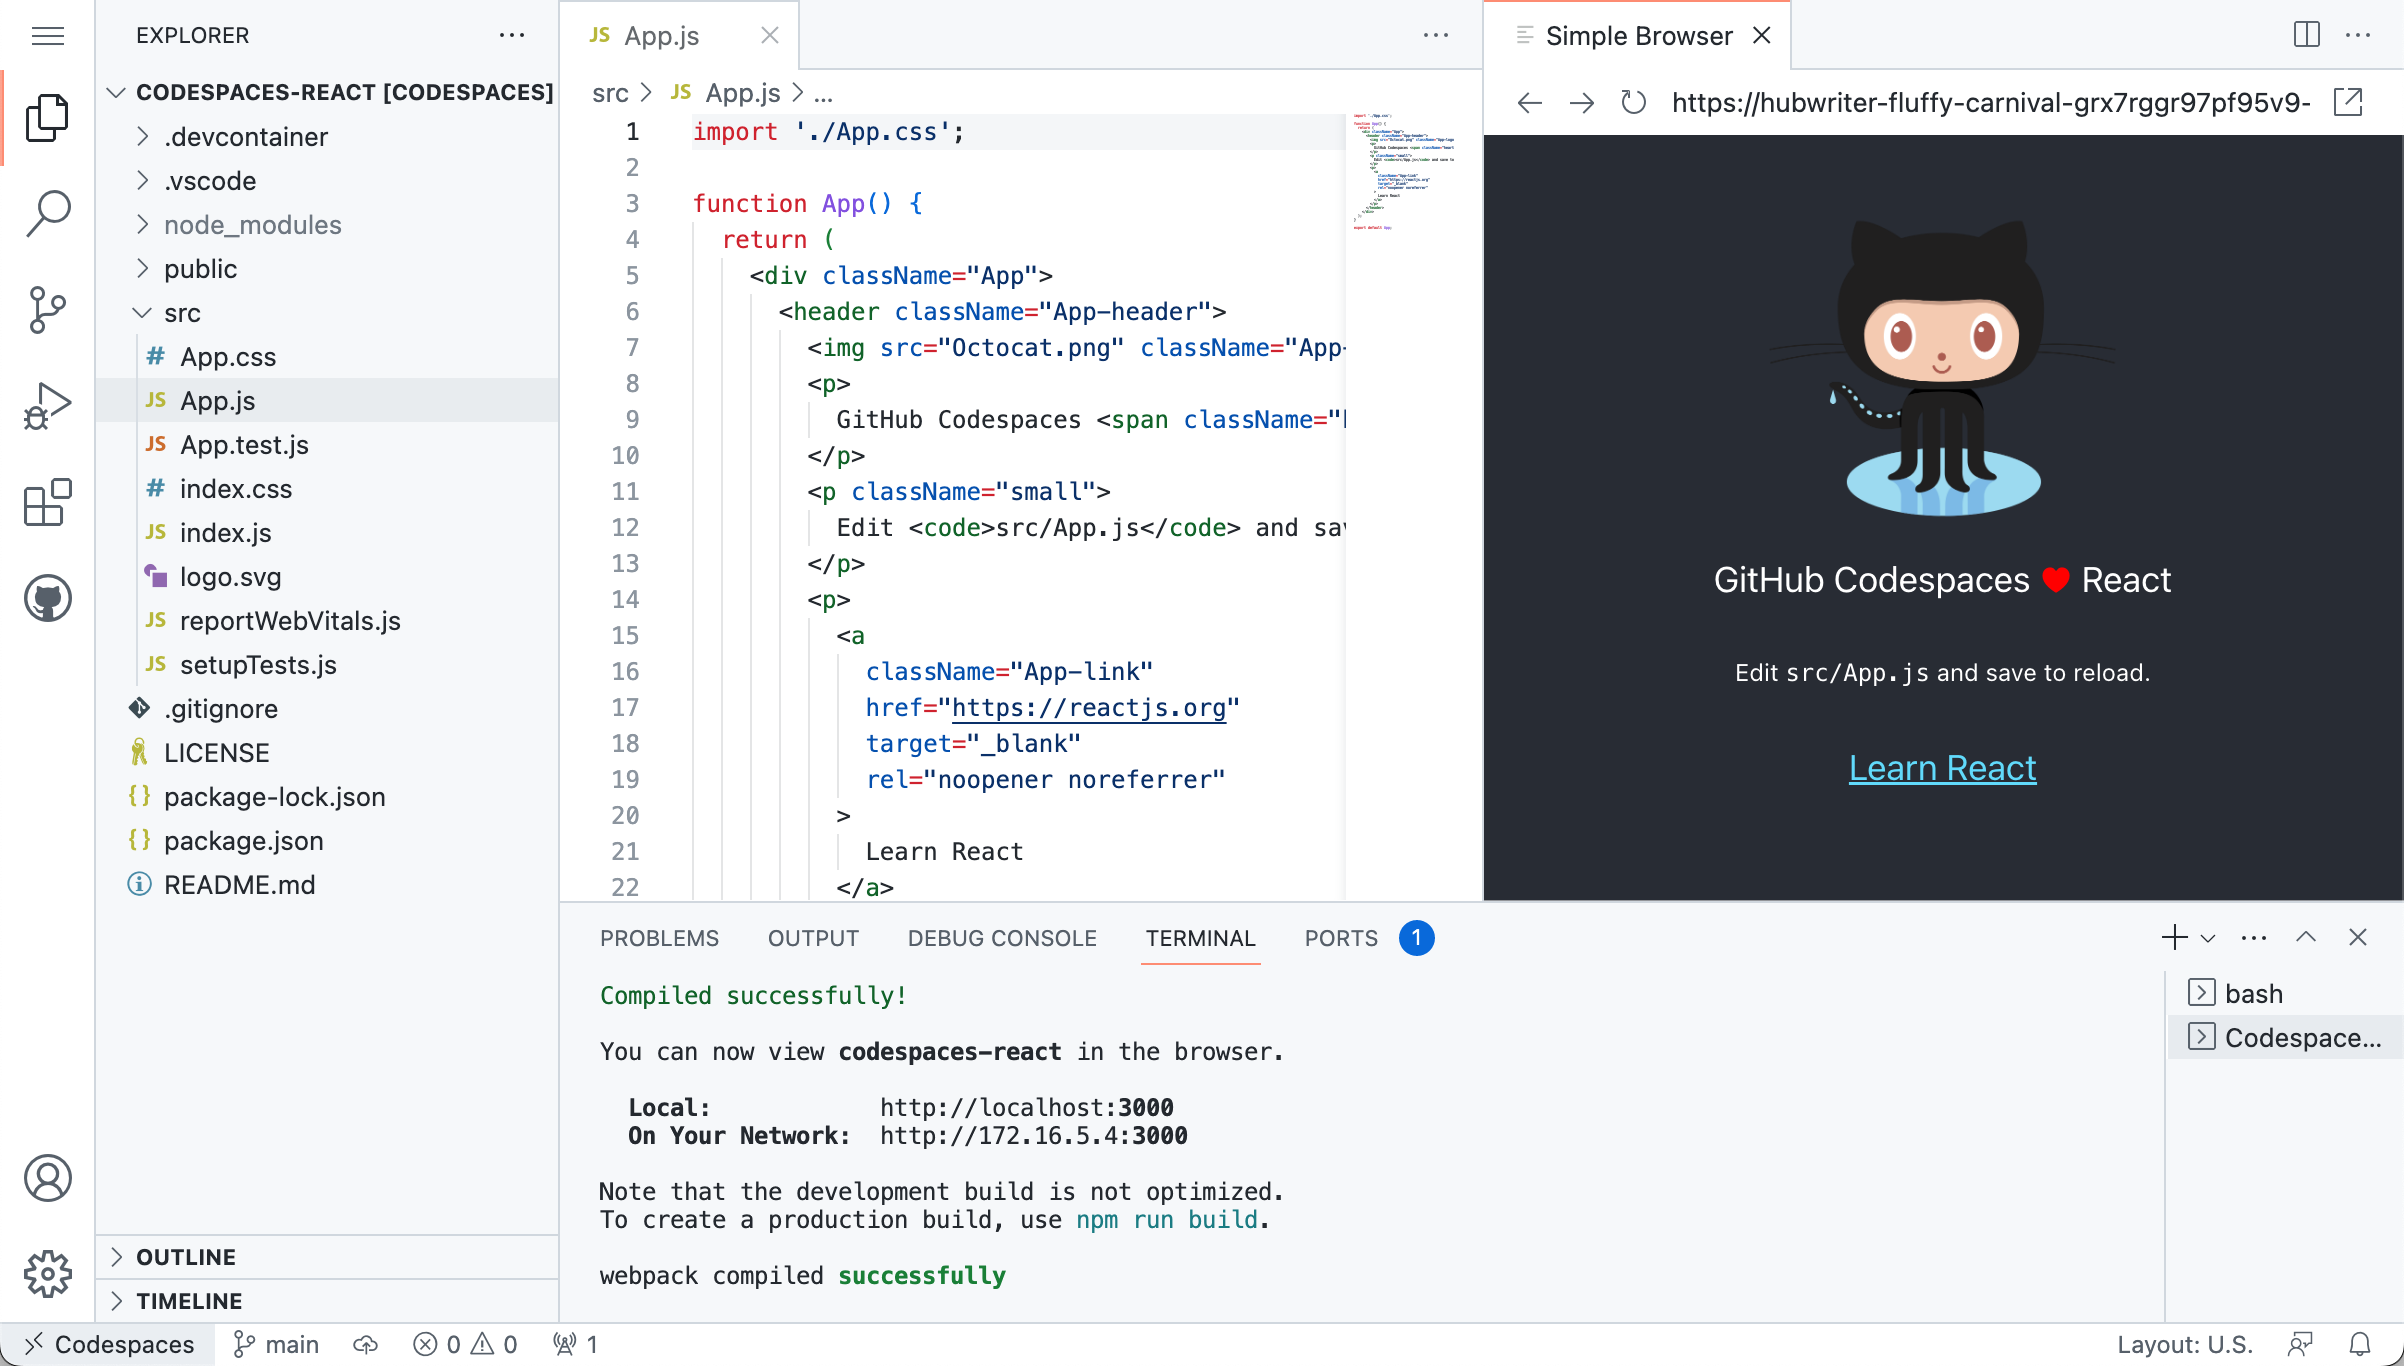 EXPLORER
CODESPACES-REACT [CODESPACES]
.devcontainer
.vscode
node_modules
public
src
# App.css
JS App.js
JS App.test.js
# index.css
JS index.js
logo.svg
JS reportWebVitals.js
JS setupTests.js
.gitignore
LICENSE
{} package-lock.json
{} package.json
README.md
OUTLINE
TIMELINE
JS App.js
src > JS App.js > ...
1 import './App.css';
2
3 function App() {
4 return (
5 <div className="App">
6 <header className="App-header">
7 <img src="Octocat.png" className="App-
8 <p>
9 GitHub Codespaces <span className="
10 </p>
11 <p className="small">
12 Edit <code>src/App.js</code> and sav
13 </p>
14 <p>
15 <a
16 className="App-link"
17 href="https://reactjs.org"
18 target="_blank"
19 rel="noopener noreferrer"
20 >
21 Learn React
22 </a>
Simple Browser
https://hubwriter-fluffy-carnival-grx7rggr97pf95v9-
GitHub Codespaces ❤ React
Edit src/App.js and save to reload.
Learn React
PROBLEMS OUTPUT DEBUG CONSOLE TERMINAL PORTS 1
Compiled successfully!
You can now view codespaces-react in the browser.
Local: http://localhost:3000
On Your Network: http://172.16.5.4:3000
Note that the development build is not optimized.
To create a production build, use npm run build.
webpack compiled successfully
bash
Codespace...
Codespaces main 0 0 1
Layout: U.S.